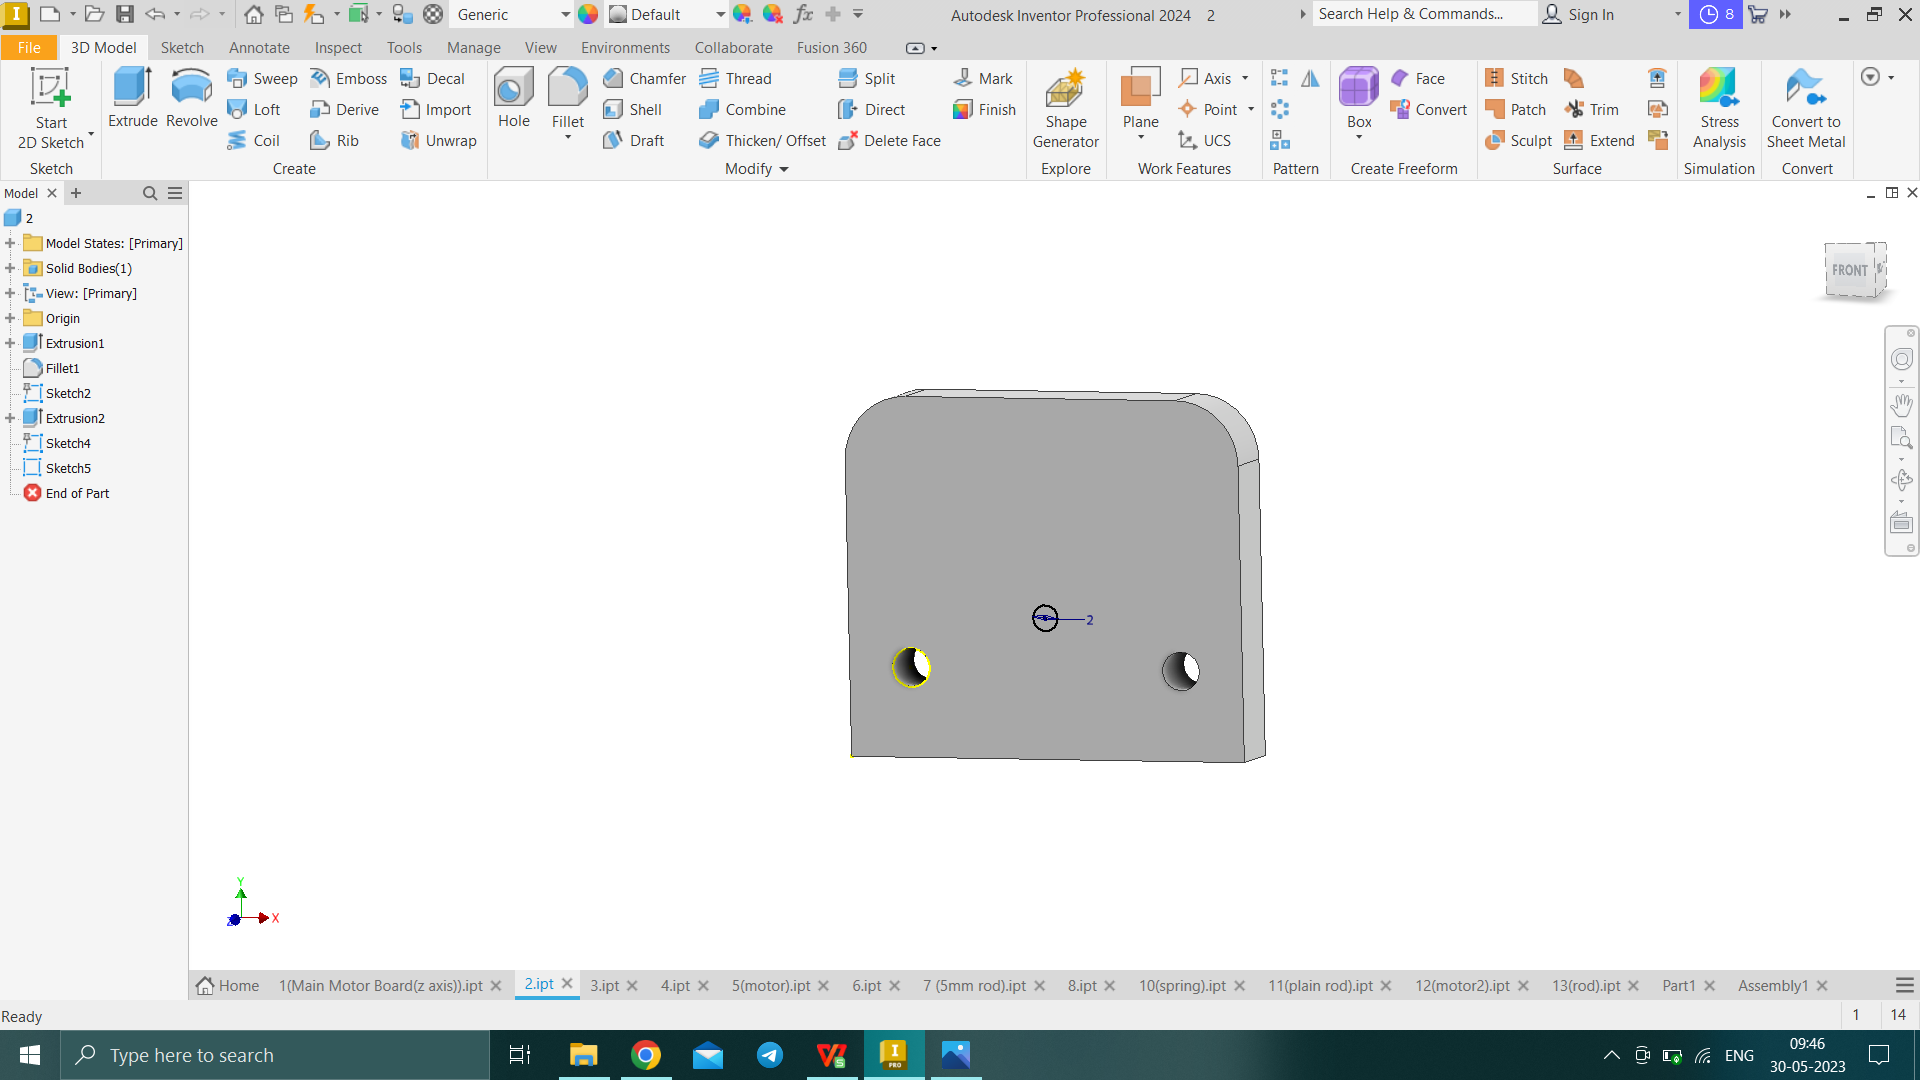 Generic
Default
Autodesk Inventor Professional 2024 2
Search Help & Commands...
Sign In
8
File
3D Model
Sketch
Annotate
Inspect
Tools
Manage
View
Environments
Collaborate
Fusion 360
Start
2D Sketch
Sketch
Extrude
Revolve
Sweep
Loft
Coil
Emboss
Derive
Rib
Decal
Import
Unwrap
Create
Hole
Fillet
Chamfer
Shell
Draft
Thread
Combine
Thicken/ Offset
Split
Direct
Delete Face
Mark
Finish
Modify
Shape
Generator
Explore
Plane
Axis
Point
UCS
Work Features
Pattern
Box
Face
Convert
Create Freeform
Stitch
Patch
Sculpt
Trim
Extend
Surface
Stress
Analysis
Simulation
Convert to
Sheet Metal
Convert
Model
2
Model States: [Primary]
Solid Bodies(1)
View: [Primary]
Origin
Extrusion1
Fillet1
Sketch2
Extrusion2
Sketch4
Sketch5
End of Part
FRONT
2
Y
X
Z
Home
1(Main Motor Board(z axis)).ipt
2.ipt
3.ipt
4.ipt
5(motor).ipt
6.ipt
7 (5mm rod).ipt
8.ipt
10(spring).ipt
11(plain rod).ipt
12(motor2).ipt
13(rod).ipt
Part1
Assembly1
Ready
1
14
Type here to search
ENG
09:46
30-05-2023